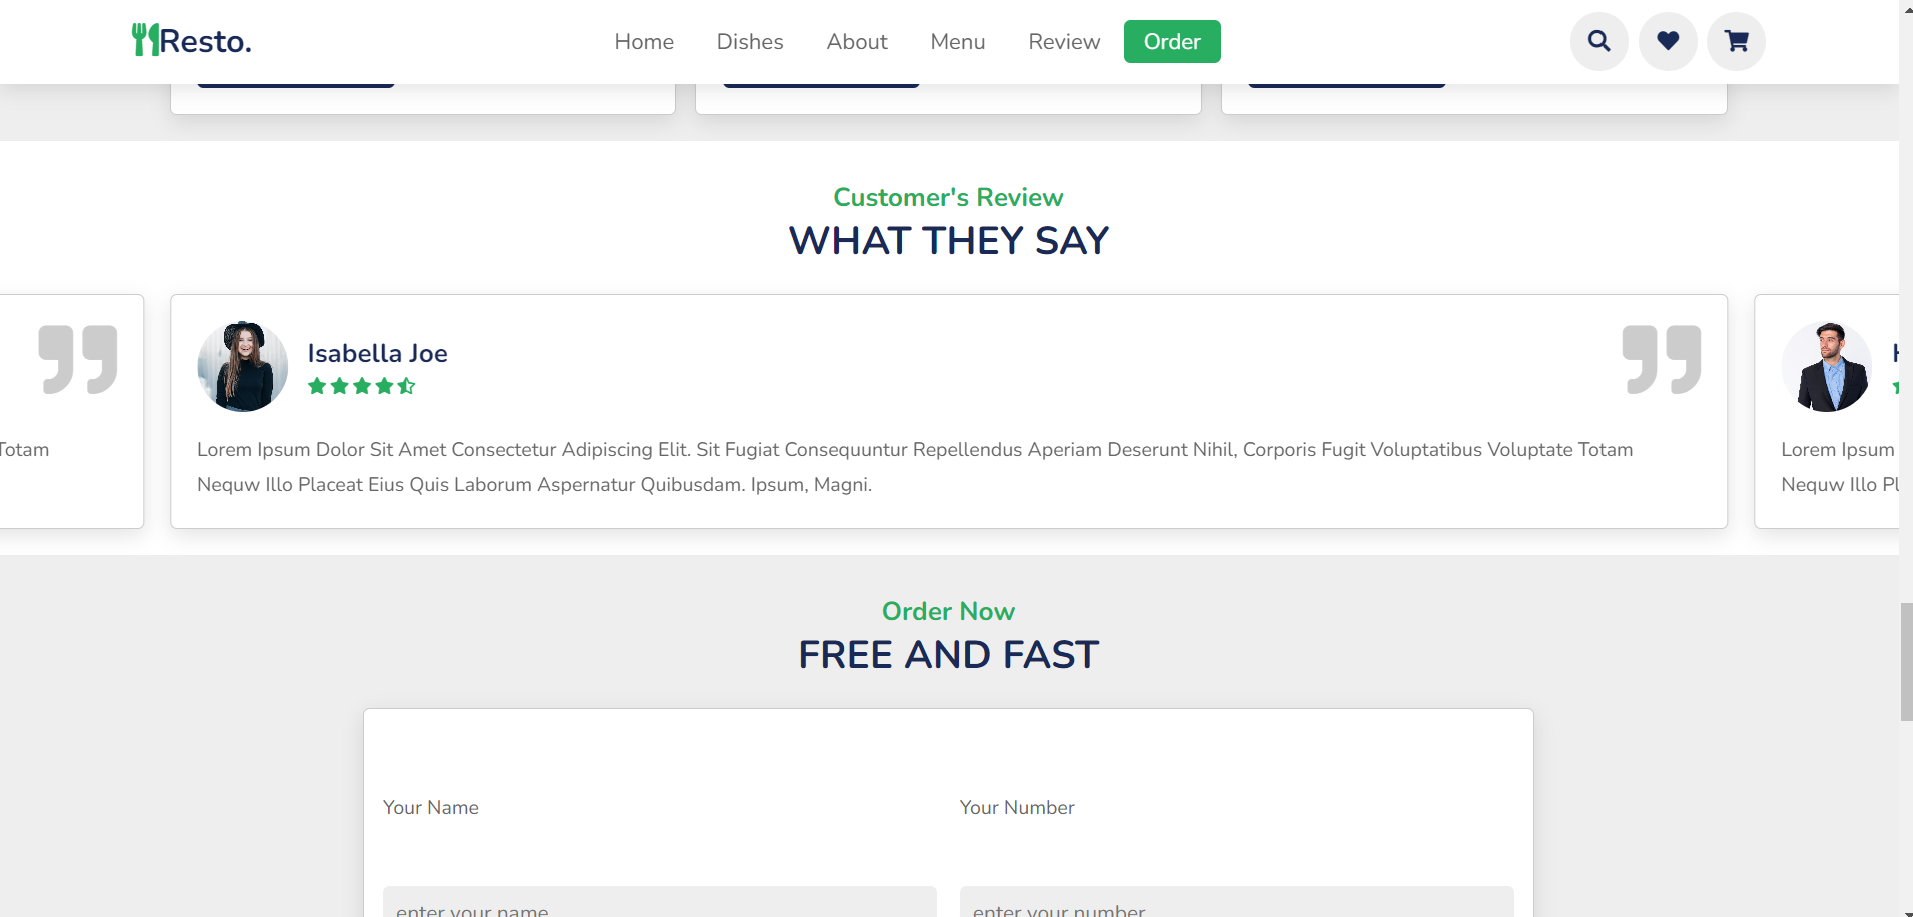 Resto.
Home Dishes About Menu Review Order
Customer's Review
WHAT THEY SAY
Isabella Joe
Totam
Lorem Ipsum Dolor Sit Amet Consectetur Adipiscing Elit. Sit Fugiat Consequuntur Repellendus Aperiam Deserunt Nihil, Corporis Fugit Voluptatibus Voluptate Totam
Nequw Illo Placeat Eius Quis Laborum Aspernatur Quibusdam. Ipsum, Magni.
Lorem Ipsum
Nequw Illo
Order Now
FREE AND FAST
Your Name
Your Number
enter your name
enter your number